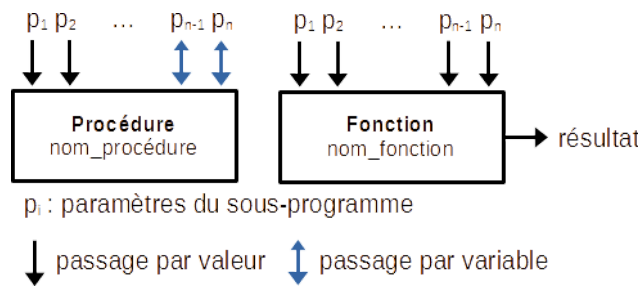 p1 p2 ... pn-1 pn p1 p2 ... pn-1 pn
Procédure
nom_procédure
Fonction
nom_fonction
résultat
pi : paramètres du sous-programme
passage par valeur passage par variable